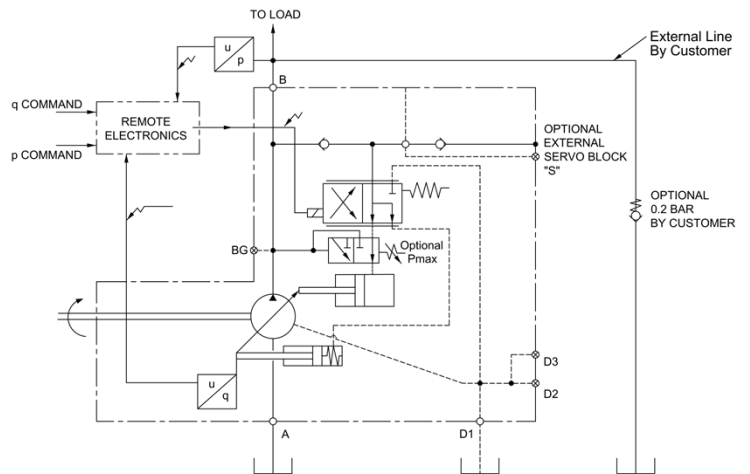 TO LOAD
u
p
External Line
By Customer
B
q COMMAND
REMOTE
ELECTRONICS
p COMMAND
OPTIONAL
EXTERNAL
SERVO BLOCK
"S"
OPTIONAL
0.2 BAR
BY CUSTOMER
BG
Optional
Pmax
D3
D2
u
q
A
D1